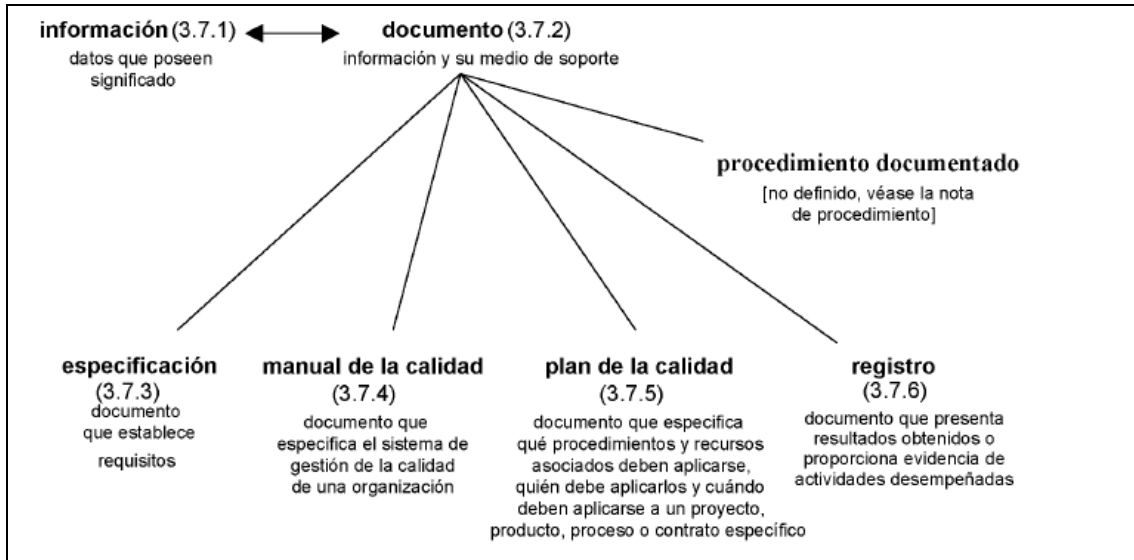 información (3.7.1)
datos que poseen
significado
documento (3.7.2)
información y su medio de soporte
procedimiento documentado
[no definido, véase la nota
de procedimiento]
especificación
(3.7.3)
documento
que establece
requisitos
manual de la calidad
(3.7.4)
documento que
especifica el sistema de
gestión de la calidad
de una organización
plan de la calidad
(3.7.5)
documento que especifica
qué procedimientos y recursos
asociados deben aplicarse,
quién debe aplicarlos y cuándo
deben aplicarse a un proyecto,
producto, proceso o contrato específico
registro
(3.7.6)
documento que presenta
resultados obtenidos o
proporciona evidencia de
actividades desempeñadas